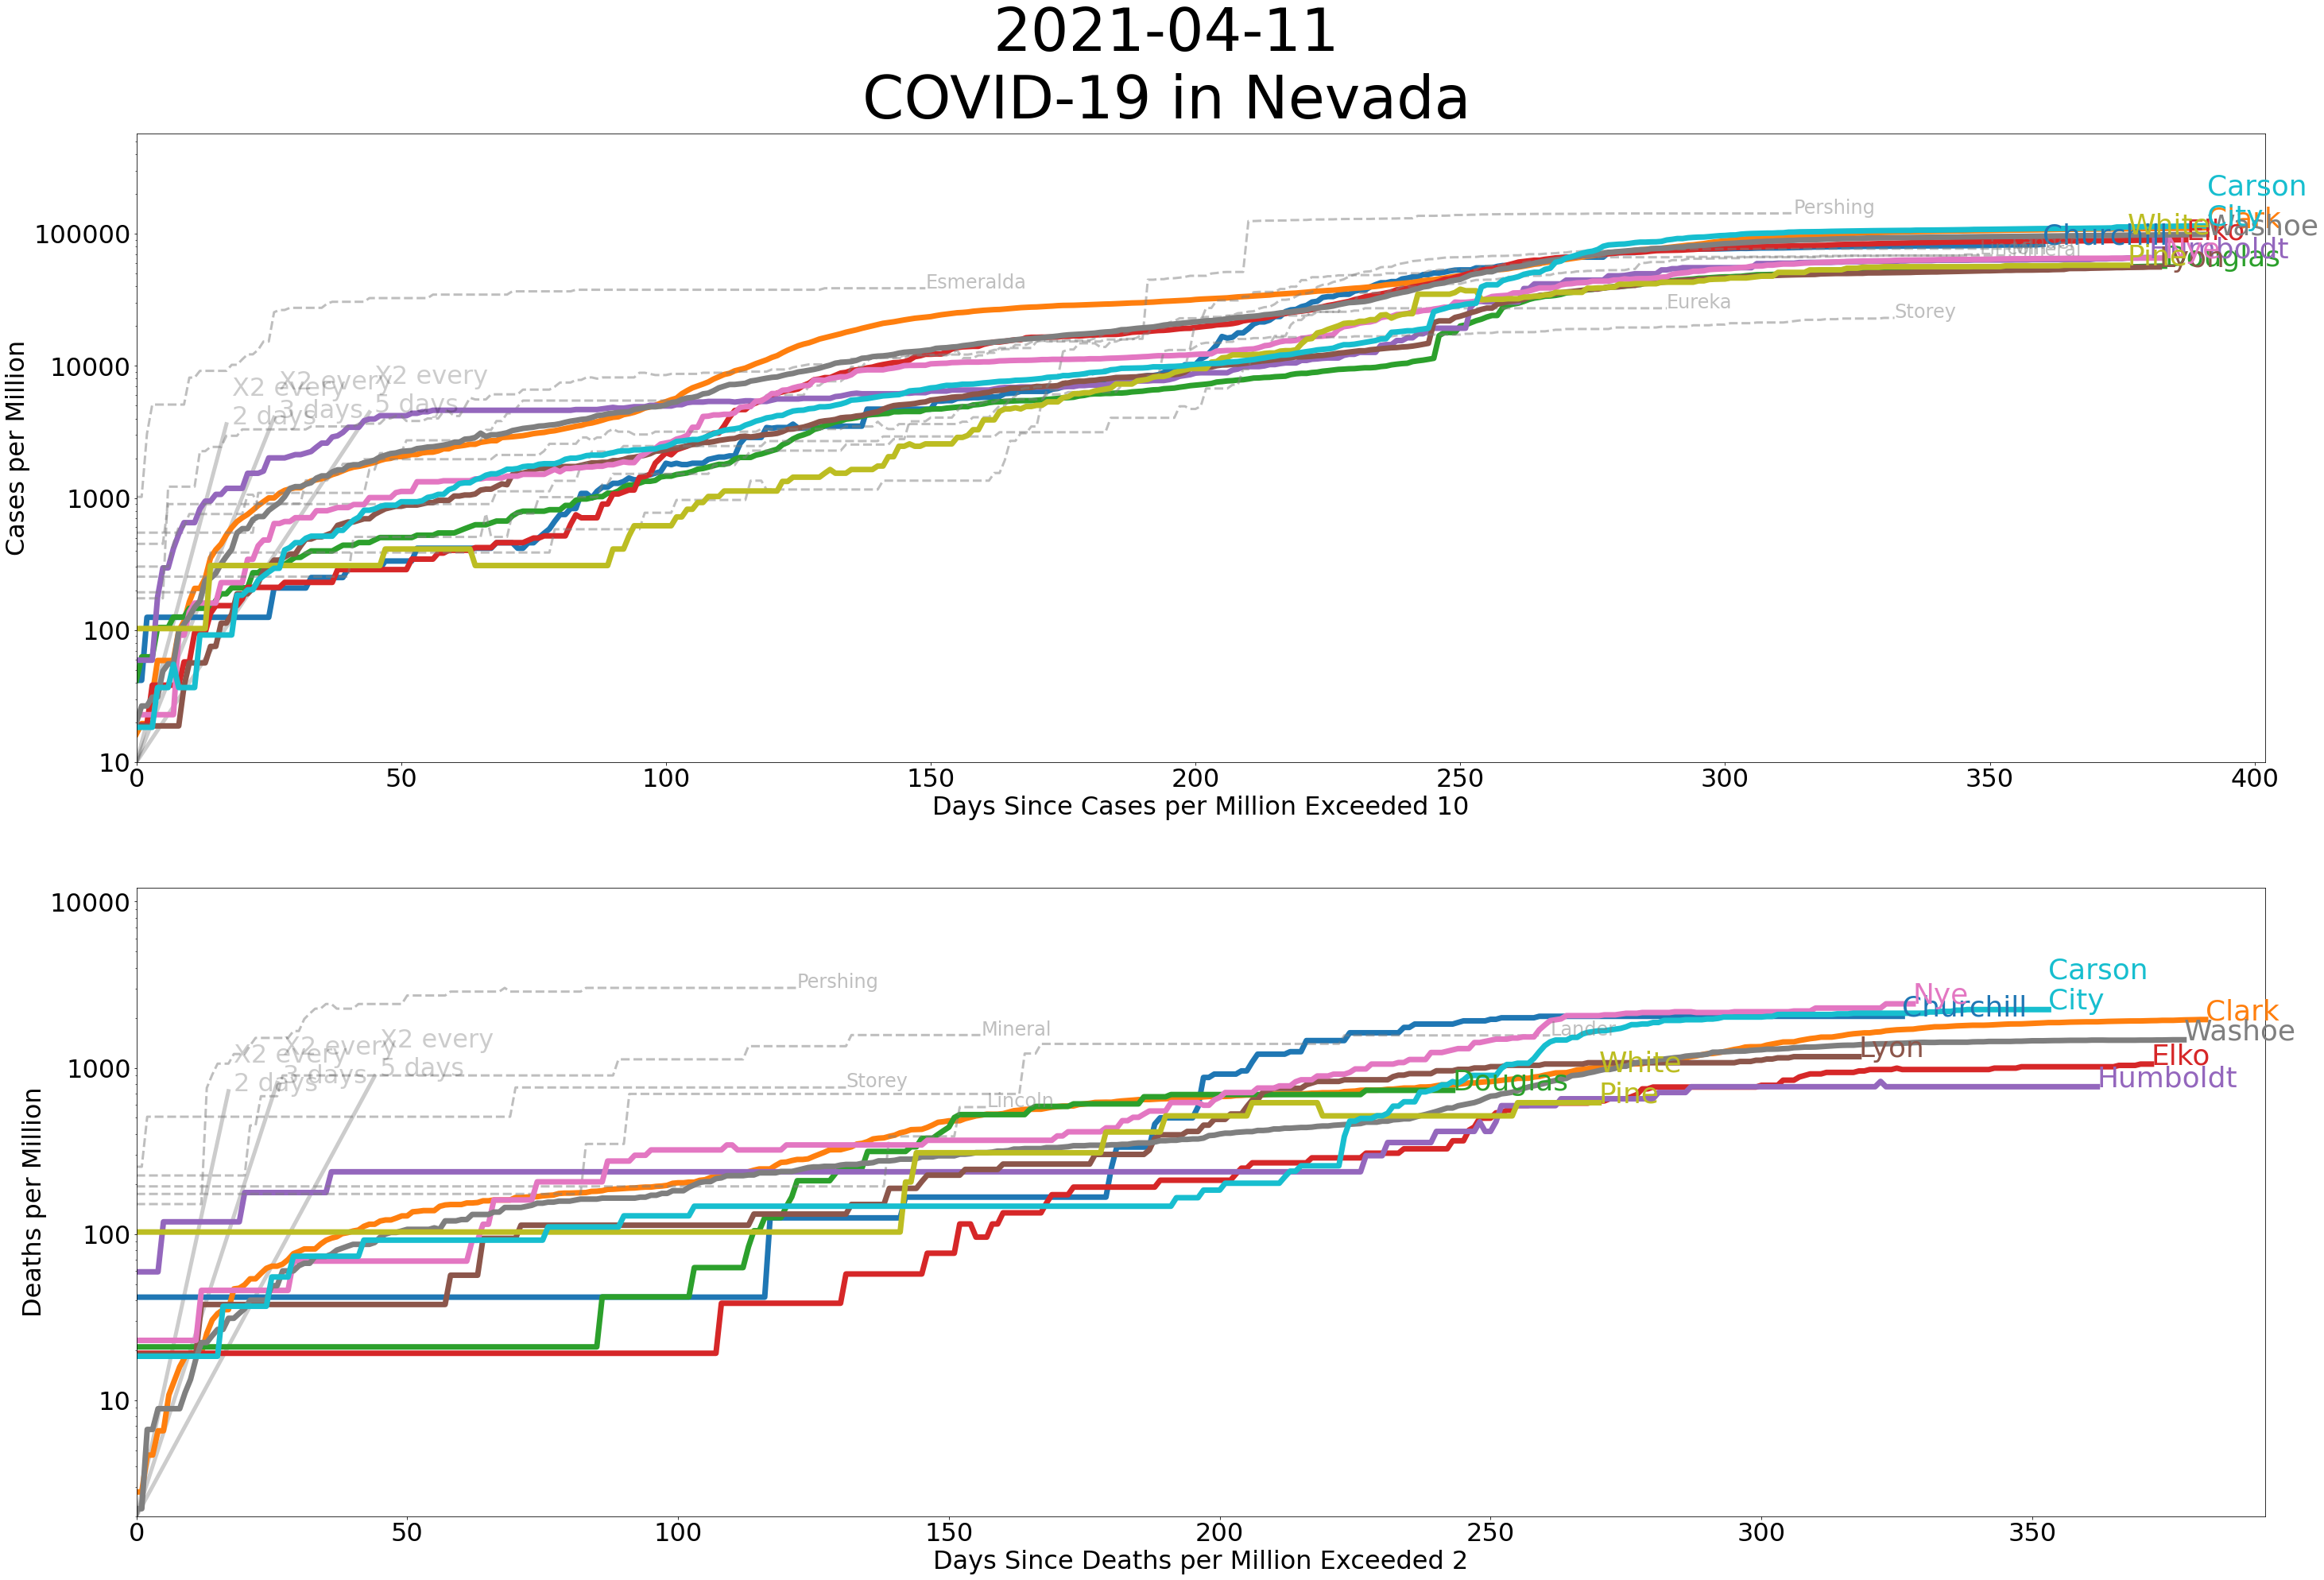 2021-04-11
COVID-19 in Nevada
Cases per Million
100000
10000
1000
100
10
X2 every
2 days
X2 every
3 days
X2 every
5 days
Esmeralda
Pershing
Eureka
Storey
Mineral
Carson
City
Clark
Washoe
White
Pine
Elko
Churchill
Humboldt
Nye
Douglas
Lyon
0
50
100
150
200
250
300
350
400
Days Since Cases per Million Exceeded 10
Deaths per Million
10000
1000
100
10
X2 every
2 days
X2 every
3 days
X2 every
5 days
Pershing
Mineral
Storey
Lincoln
Lander
Carson
City
Nye
Churchill
Clark
Washoe
Lyon
Elko
Humboldt
White
Pine
Douglas
0
50
100
150
200
250
300
350
Days Since Deaths per Million Exceeded 2